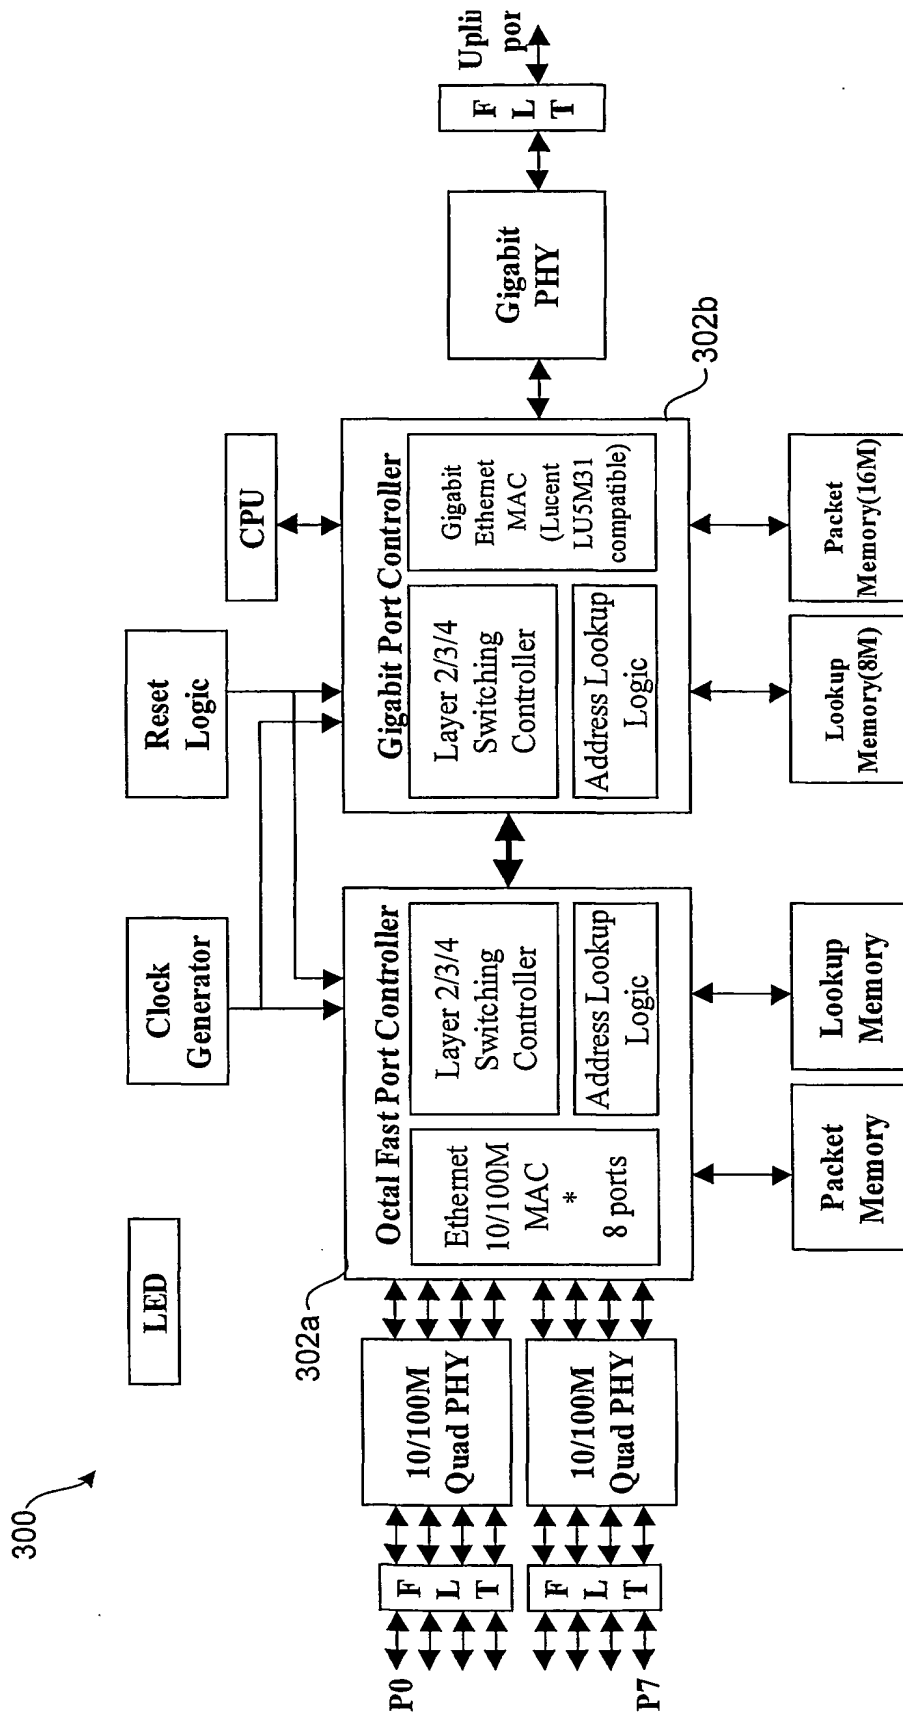 300
LED
Clock
Generator
Reset
Logic
CPU
302a
Octal Fast Port Controller
Ethernet
10/100M
MAC
*
8 ports
Layer 2/3/4
Switching
Controller
Address Lookup
Logic
Gigabit Port Controller
Layer 2/3/4
Switching
Controller
Address Lookup
Logic
Gigabit
Ethernet
MAC
(Lucent
LU5M31
compatible)
302b
P0
P7
F
L
T
F
L
T
10/100M
Quad PHY
10/100M
Quad PHY
Gigabit
PHY
F
L
T
Upli
por
Packet
Memory
Lookup
Memory
Lookup
Memory(8M)
Packet
Memory(16M)